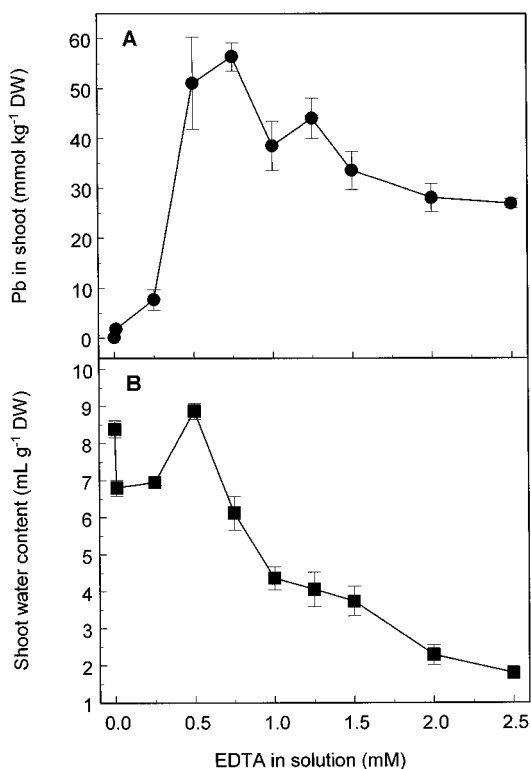 A
Pb in shoot (mmol kg⁻¹ DW)
60
50
40
30
20
10
0
B
Shoot water content (mL g⁻¹ DW)
10
9
8
7
6
5
4
3
2
1
0.0 0.5 1.0 1.5 2.0 2.5
EDTA in solution (mM)